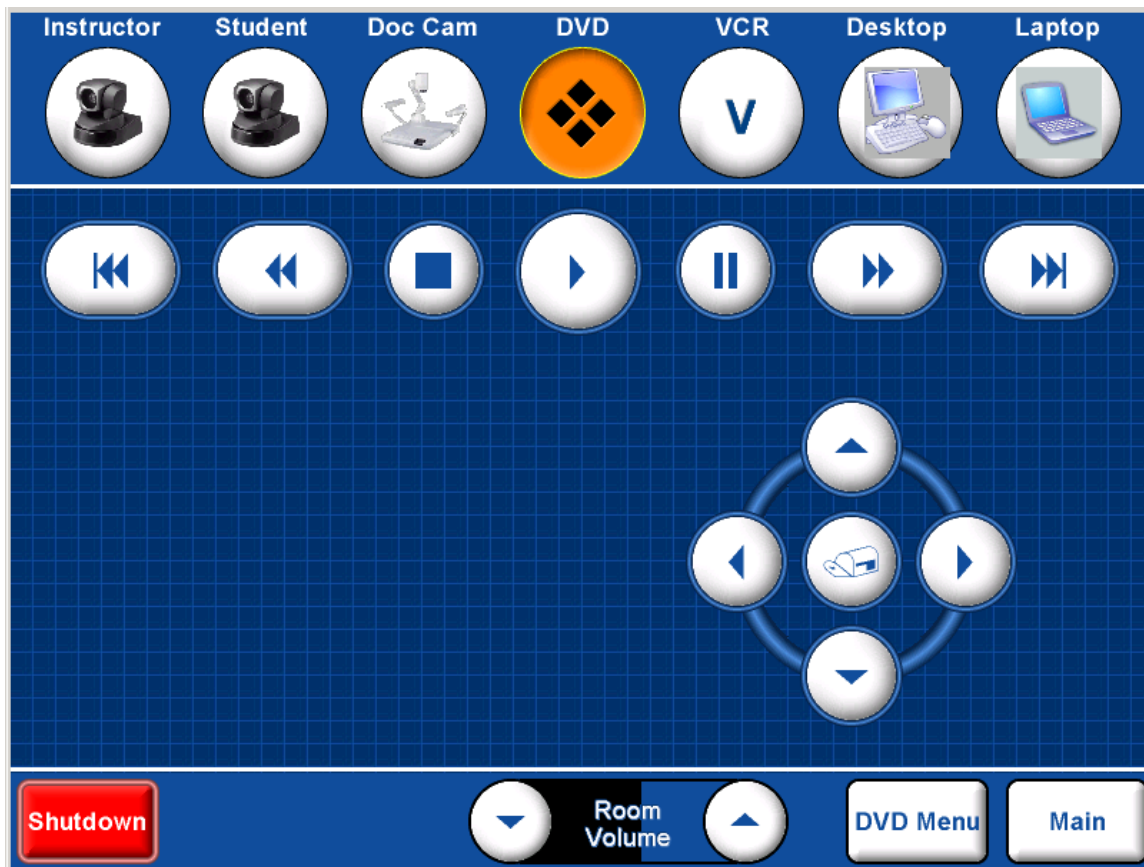 Instructor Student Doc Cam DVD VCR Desktop Laptop
V
Shutdown
Room
Volume
DVD Menu
Main